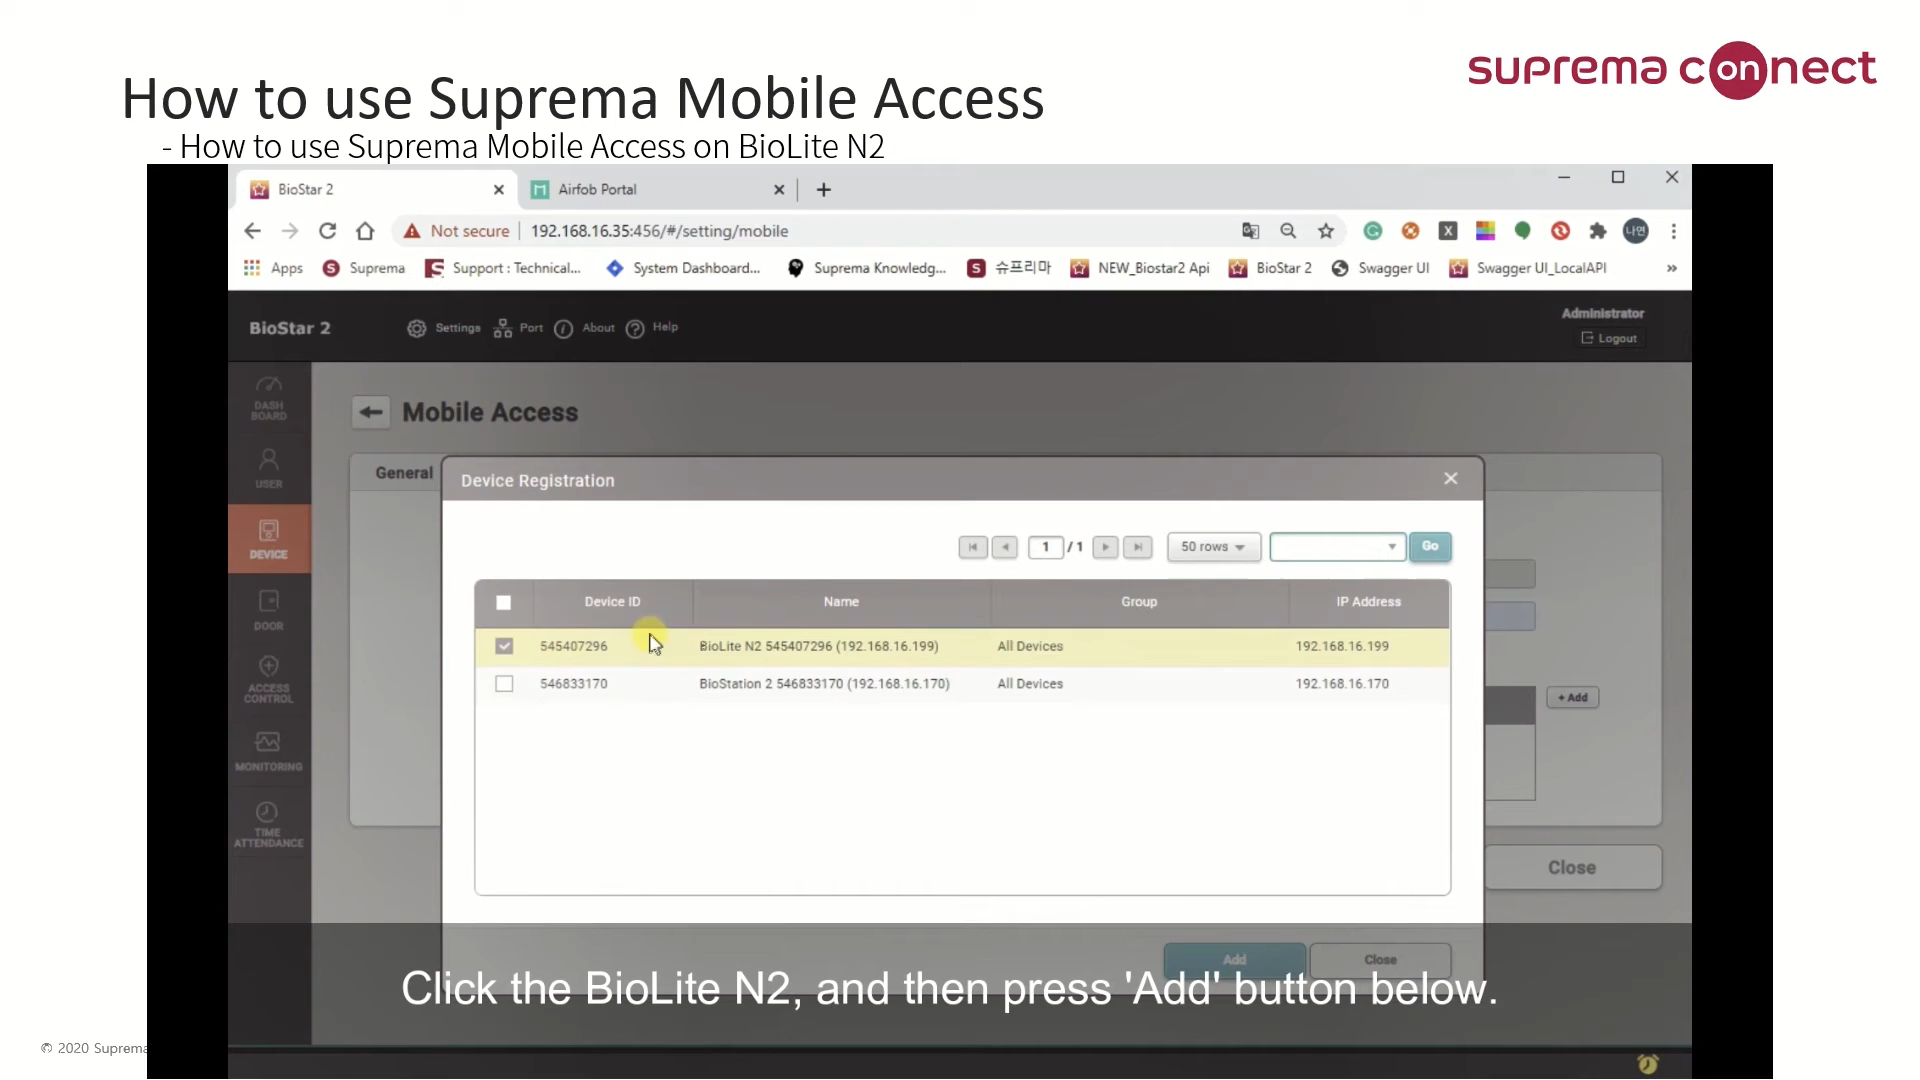 suprema connect
How to use Suprema Mobile Access
- How to use Suprema Mobile Access on BioLite N2
BioStar 2
Airfob Portal
Not secure
192.168.16.35:456/#/setting/mobile
나연
Apps
Suprema
Support : Technical...
System Dashboard...
Suprema Knowledg...
슈프리마
NEW_Biostar2 Api
BioStar 2
Swagger UI
Swagger UI_LocalAPI
»
BioStar 2
Settings
Port
About
Help
Administrator
Logout
DASH
BOARD
USER
DEVICE
DOOR
ACCESS
CONTROL
MONITORING
TIME
ATTENDANCE
Mobile Access
General
Device Registration
1 / 1
50 rows
Go
Device ID Name Group IP Address
545407296 BioLite N2 545407296 (192.168.16.199) All Devices 192.168.16.199
546833170 BioStation 2 546833170 (192.168.16.170) All Devices 192.168.16.170
+ Add
Close
Add
Close
Click the BioLite N2, and then press 'Add' button below.
© 2020 Suprema